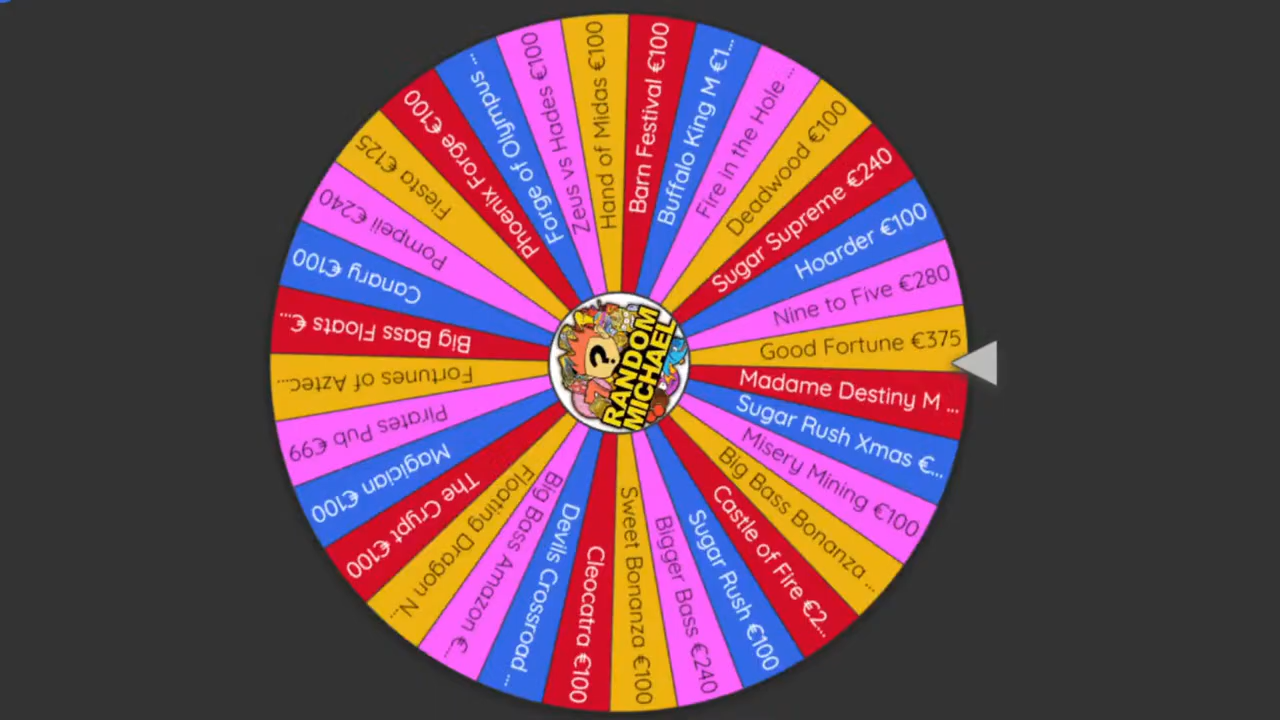 Hand of Midas €100
Barn Festival €100
Buffalo King M €1...
Fire in the Hole ...
Deadwood €100
Sugar Supreme €240
Hoarder €100
Nine to Five €280
Good Fortune €375
Madame Destiny M ...
Sugar Rush Xmas €...
Misery Mining €100
Big Bass Bonanza ...
Castle of Fire €2...
Sugar Rush €100
Bigger Bass €240
Sweet Bonanza €100
Cleocatra €100
Devils Crossroad ...
Big Bass Amazon €...
Floating Dragon N...
The Crypt €100
Magician €100
Pirates Pub €99
Fortunes of Aztec...
Big Bass Floats €...
Canary €100
Pompeii €240
Fiesta €125
Phoenix Forge €100
Forge of Olympus ...
Zeus vs Hades €100
?
RANDOM
MICHAEL